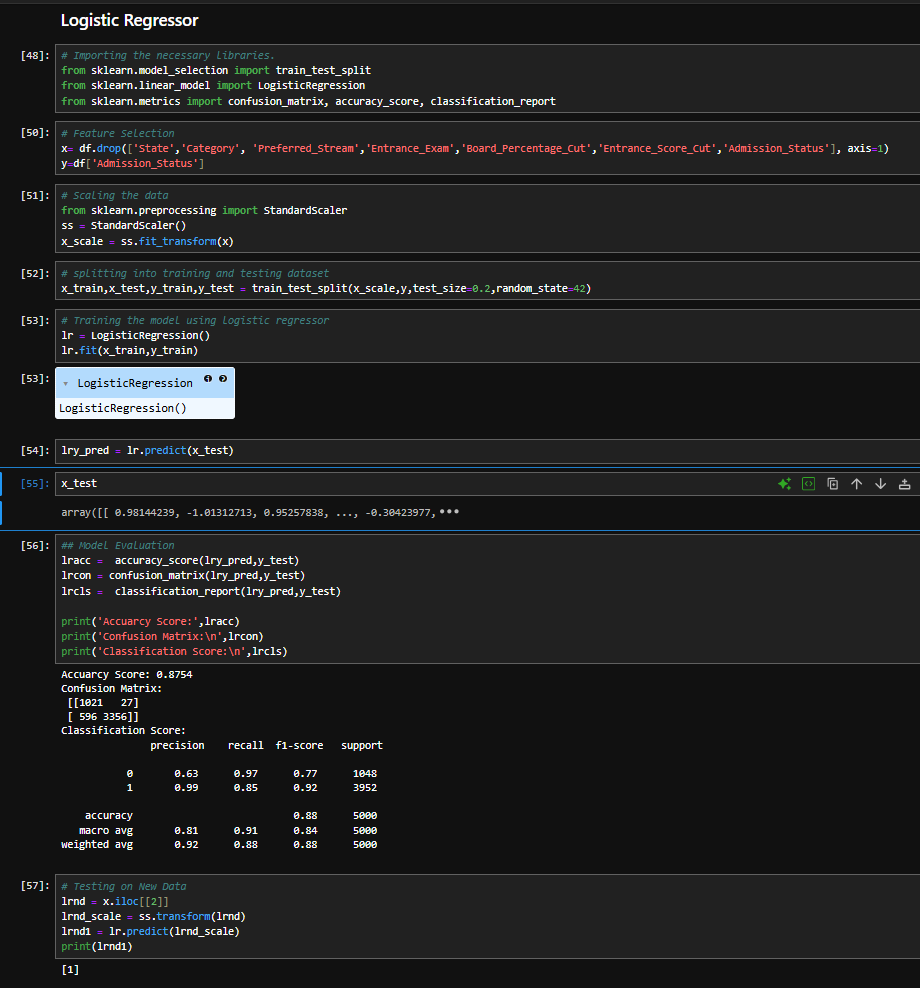 Logistic Regressor
[48]: # Importing the necessary libraries.
from sklearn.model_selection import train_test_split
from sklearn.linear_model import LogisticRegression
from sklearn.metrics import confusion_matrix, accuracy_score, classification_report
[50]: # Feature Selection
x= df.drop(['State','Category', 'Preferred_Stream','Entrance_Exam','Board_Percentage_Cut','Entrance_Score_Cut','Admission_Status'], axis=1)
y=df['Admission_Status']
[51]: # Scaling the data
from sklearn.preprocessing import StandardScaler
ss = StandardScaler()
x_scale = ss.fit_transform(x)
[52]: # splitting into training and testing dataset
x_train,x_test,y_train,y_test = train_test_split(x_scale,y,test_size=0.2,random_state=42)
[53]: # Training the model using logistic regressor
lr = LogisticRegression()
lr.fit(x_train,y_train)
[53]: LogisticRegression
LogisticRegression()
[54]: lry_pred = lr.predict(x_test)
[55]: x_test
array([[ 0.98144239, -1.01312713, 0.95257838, ..., -0.30423977,•••
[56]: ## Model Evaluation
lracc =  accuracy_score(lry_pred,y_test)
lrcon = confusion_matrix(lry_pred,y_test)
lrcls =  classification_report(lry_pred,y_test)
print('Accuarcy Score:',lracc)
print('Confusion Matrix:\n',lrcon)
print('Classification Score:\n',lrcls)
Accuarcy Score: 0.8754
Confusion Matrix:
[[1021   27]
[ 596 3356]]
Classification Score:
precision recall f1-score support
0 0.63 0.97 0.77 1048
1 0.99 0.85 0.92 3952
accuracy 0.88 5000
macro avg 0.81 0.91 0.84 5000
weighted avg 0.92 0.88 0.88 5000
[57]: # Testing on New Data
lrnd = x.iloc[[2]]
lrnd_scale = ss.transform(lrnd)
lrnd1 = lr.predict(lrnd_scale)
print(lrnd1)
[1]